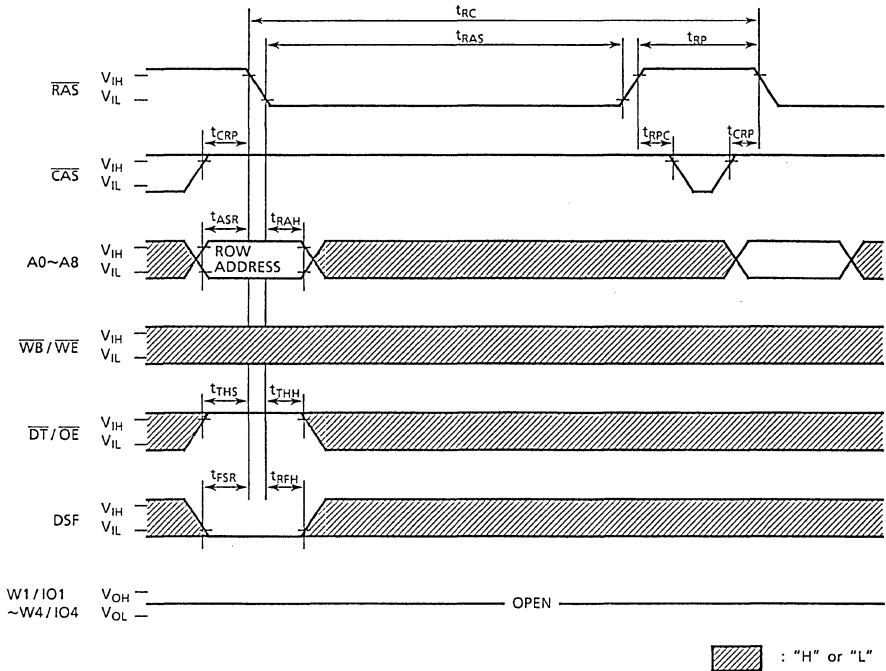 tRC
tRAS
tRP
RAS
VIH
VIL
tCRP
tRPC
tCRP
CAS
VIH
VIL
tASR
tRAH
A0~A8
VIH
VIL
ROW
ADDRESS
WB/WE
VIH
VIL
tTHS
tTHH
DT/OE
VIH
VIL
tFSR
tRFH
DSF
VIH
VIL
W1/IO1
~W4/IO4
VOH
VOL
OPEN
: "H" or "L"